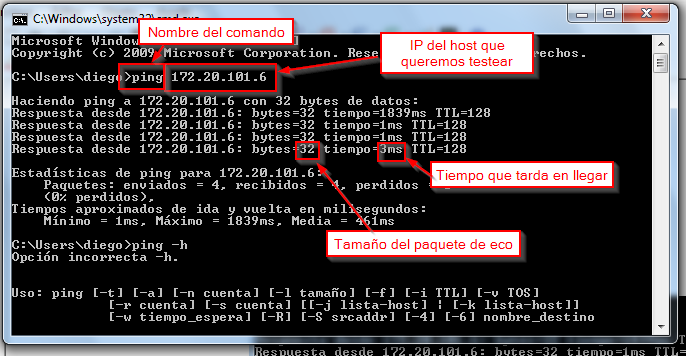 C:\Windows\system32\cmd.exe
Microsoft Wind
Nombre del comando
Copyright (c) 2009 Microsoft Corporation. Rese
rechos.
IP del host que
queremos testear
C:\Users\diego>ping 172.20.101.6
Haciendo ping a 172.20.101.6 con 32 bytes de datos:
Respuesta desde 172.20.101.6: bytes=32 tiempo=1839ms TTL=128
Respuesta desde 172.20.101.6: bytes=32 tiempo=1ms TTL=128
Respuesta desde 172.20.101.6: bytes=32 tiempo=1ms TTL=128
Respuesta desde 172.20.101.6: bytes=32 tiempo=3ms TTL=128
Tiempo que tarda en llegar
Estadísticas de ping para 172.20.101.6:
Paquetes: enviados = 4, recibidos = 4, perdidos =
(0% perdidos),
Tiempos aproximados de ida y vuelta en milisegundos:
Mínimo = 1ms, Máximo = 1839ms, Media = 461ms
Tamaño del paquete de eco
C:\Users\diego>ping -h
Opción incorrecta -h.
Uso: ping [-t] [-a] [-n cuenta] [-l tamaño] [-f] [-i TTL] [-v TOS]
[-r cuenta] [-s cuenta] [[-j lista-host] | [-k lista-host]]
[-w tiempo_espera] [-R] [-S srcaddr] [-4] [-6] nombre_destino
Respuesta desde 172.20.101.6: bytes=32 tiempo=1ms TTL=128